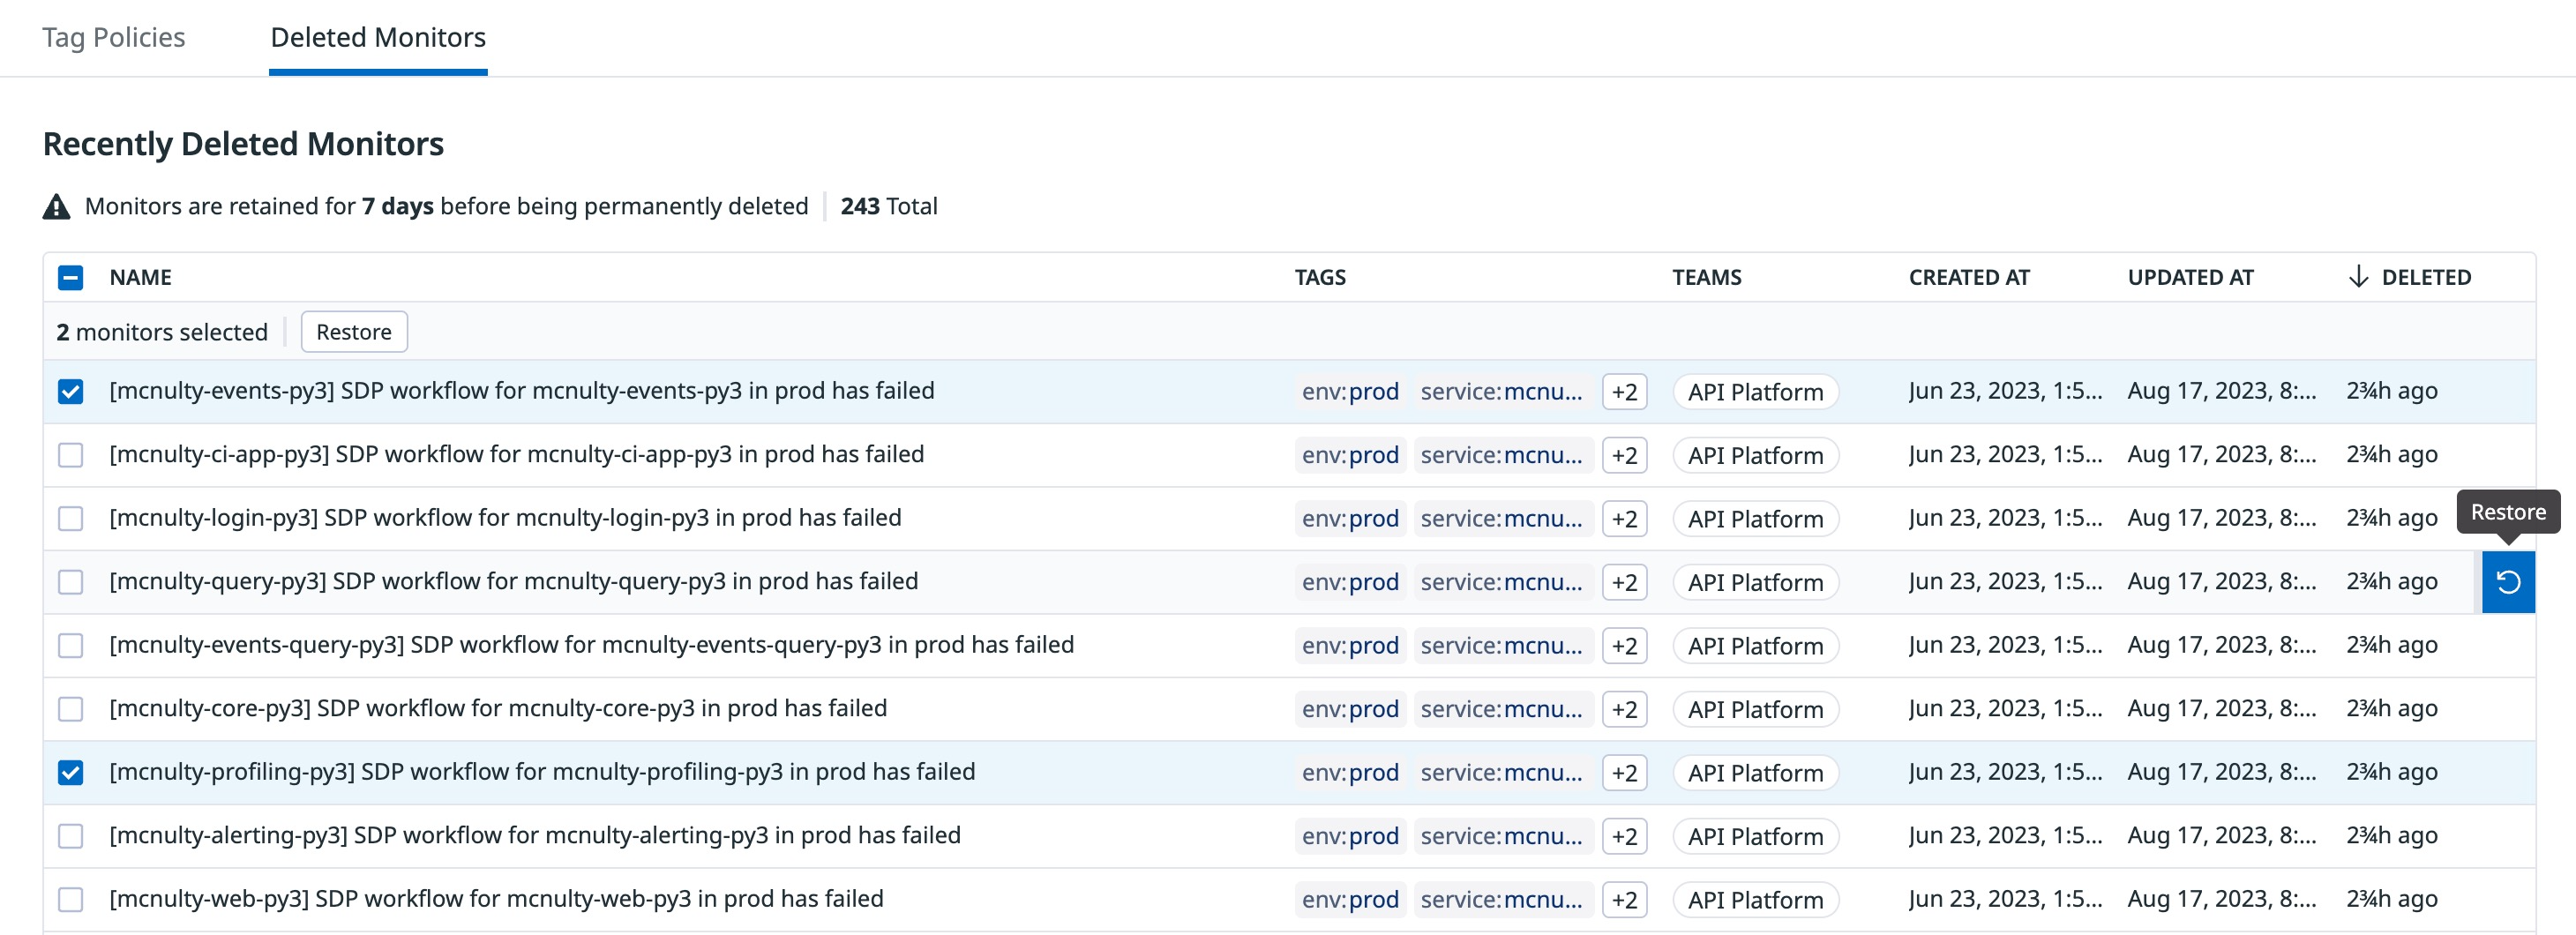 Tag Policies Deleted Monitors
Recently Deleted Monitors
Monitors are retained for 7 days before being permanently deleted 243 Total
NAME TAGS TEAMS CREATED AT UPDATED AT DELETED
2 monitors selected Restore
[mcnulty-events-py3] SDP workflow for mcnulty-events-py3 in prod has failed env:prod service:mcnu... +2 API Platform Jun 23, 2023, 1:5... Aug 17, 2023, 8:... 2¾h ago
[mcnulty-ci-app-py3] SDP workflow for mcnulty-ci-app-py3 in prod has failed env:prod service:mcnu... +2 API Platform Jun 23, 2023, 1:5... Aug 17, 2023, 8:... 2¾h ago
[mcnulty-login-py3] SDP workflow for mcnulty-login-py3 in prod has failed env:prod service:mcnu... +2 API Platform Jun 23, 2023, 1:5... Aug 17, 2023, 8:... 2¾h ago Restore
[mcnulty-query-py3] SDP workflow for mcnulty-query-py3 in prod has failed env:prod service:mcnu... +2 API Platform Jun 23, 2023, 1:5... Aug 17, 2023, 8:... 2¾h ago
[mcnulty-events-query-py3] SDP workflow for mcnulty-events-query-py3 in prod has failed env:prod service:mcnu... +2 API Platform Jun 23, 2023, 1:5... Aug 17, 2023, 8:... 2¾h ago
[mcnulty-core-py3] SDP workflow for mcnulty-core-py3 in prod has failed env:prod service:mcnu... +2 API Platform Jun 23, 2023, 1:5... Aug 17, 2023, 8:... 2¾h ago
[mcnulty-profiling-py3] SDP workflow for mcnulty-profiling-py3 in prod has failed env:prod service:mcnu... +2 API Platform Jun 23, 2023, 1:5... Aug 17, 2023, 8:... 2¾h ago
[mcnulty-alerting-py3] SDP workflow for mcnulty-alerting-py3 in prod has failed env:prod service:mcnu... +2 API Platform Jun 23, 2023, 1:5... Aug 17, 2023, 8:... 2¾h ago
[mcnulty-web-py3] SDP workflow for mcnulty-web-py3 in prod has failed env:prod service:mcnu... +2 API Platform Jun 23, 2023, 1:5... Aug 17, 2023, 8:... 2¾h ago